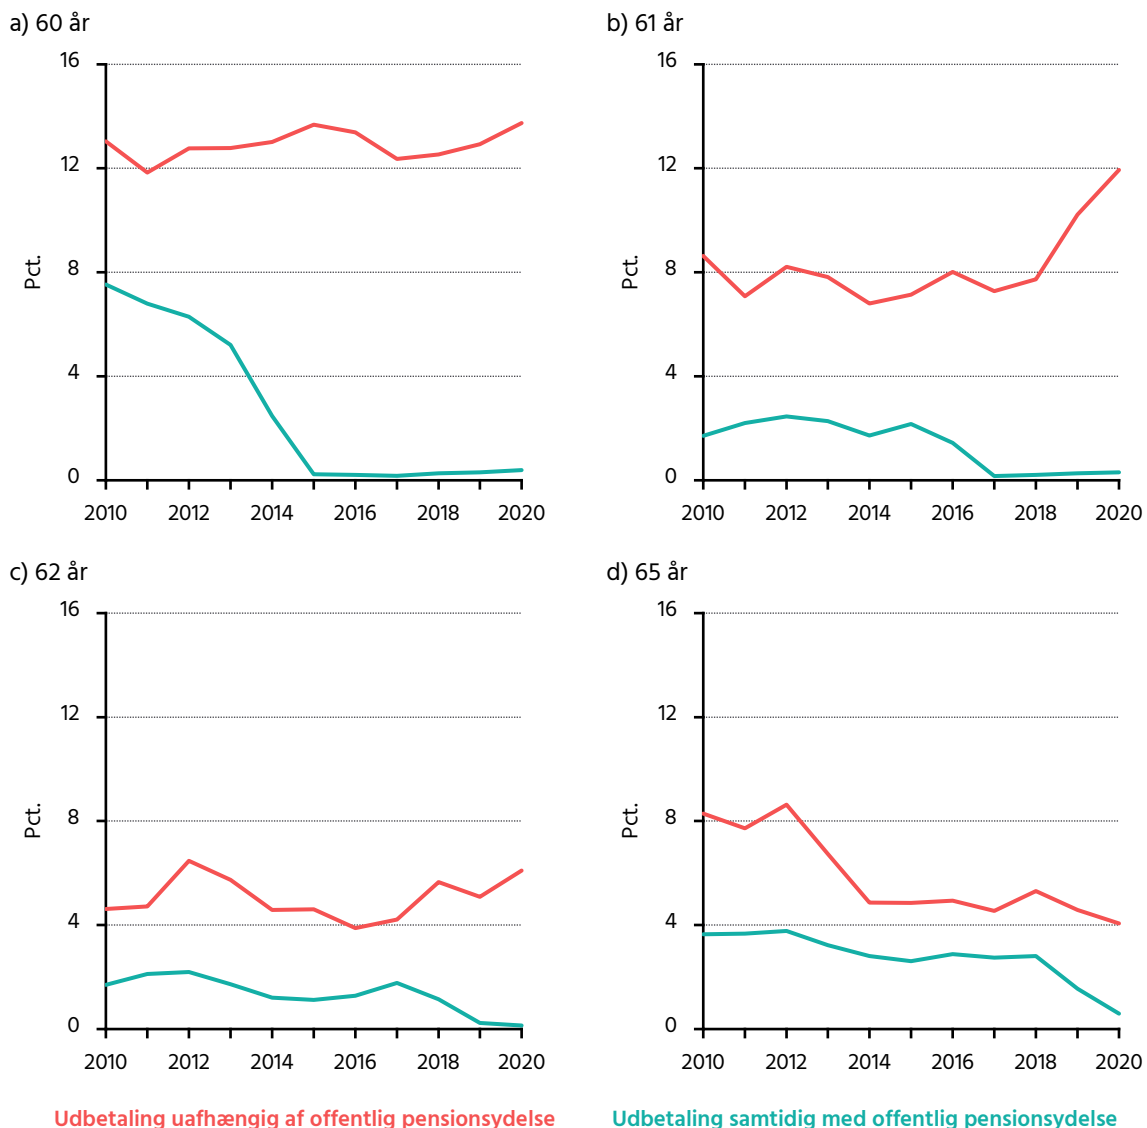 a) 60 år
Pct.
16
12
8
4
0
2010 2012 2014 2016 2018 2020
b) 61 år
Pct.
16
12
8
4
0
2010 2012 2014 2016 2018 2020
c) 62 år
Pct.
16
12
8
4
0
2010 2012 2014 2016 2018 2020
d) 65 år
Pct.
16
12
8
4
0
2010 2012 2014 2016 2018 2020
Udbetaling uafhængig af offentlig pensionsydelse
Udbetaling samtidig med offentlig pensionsydelse